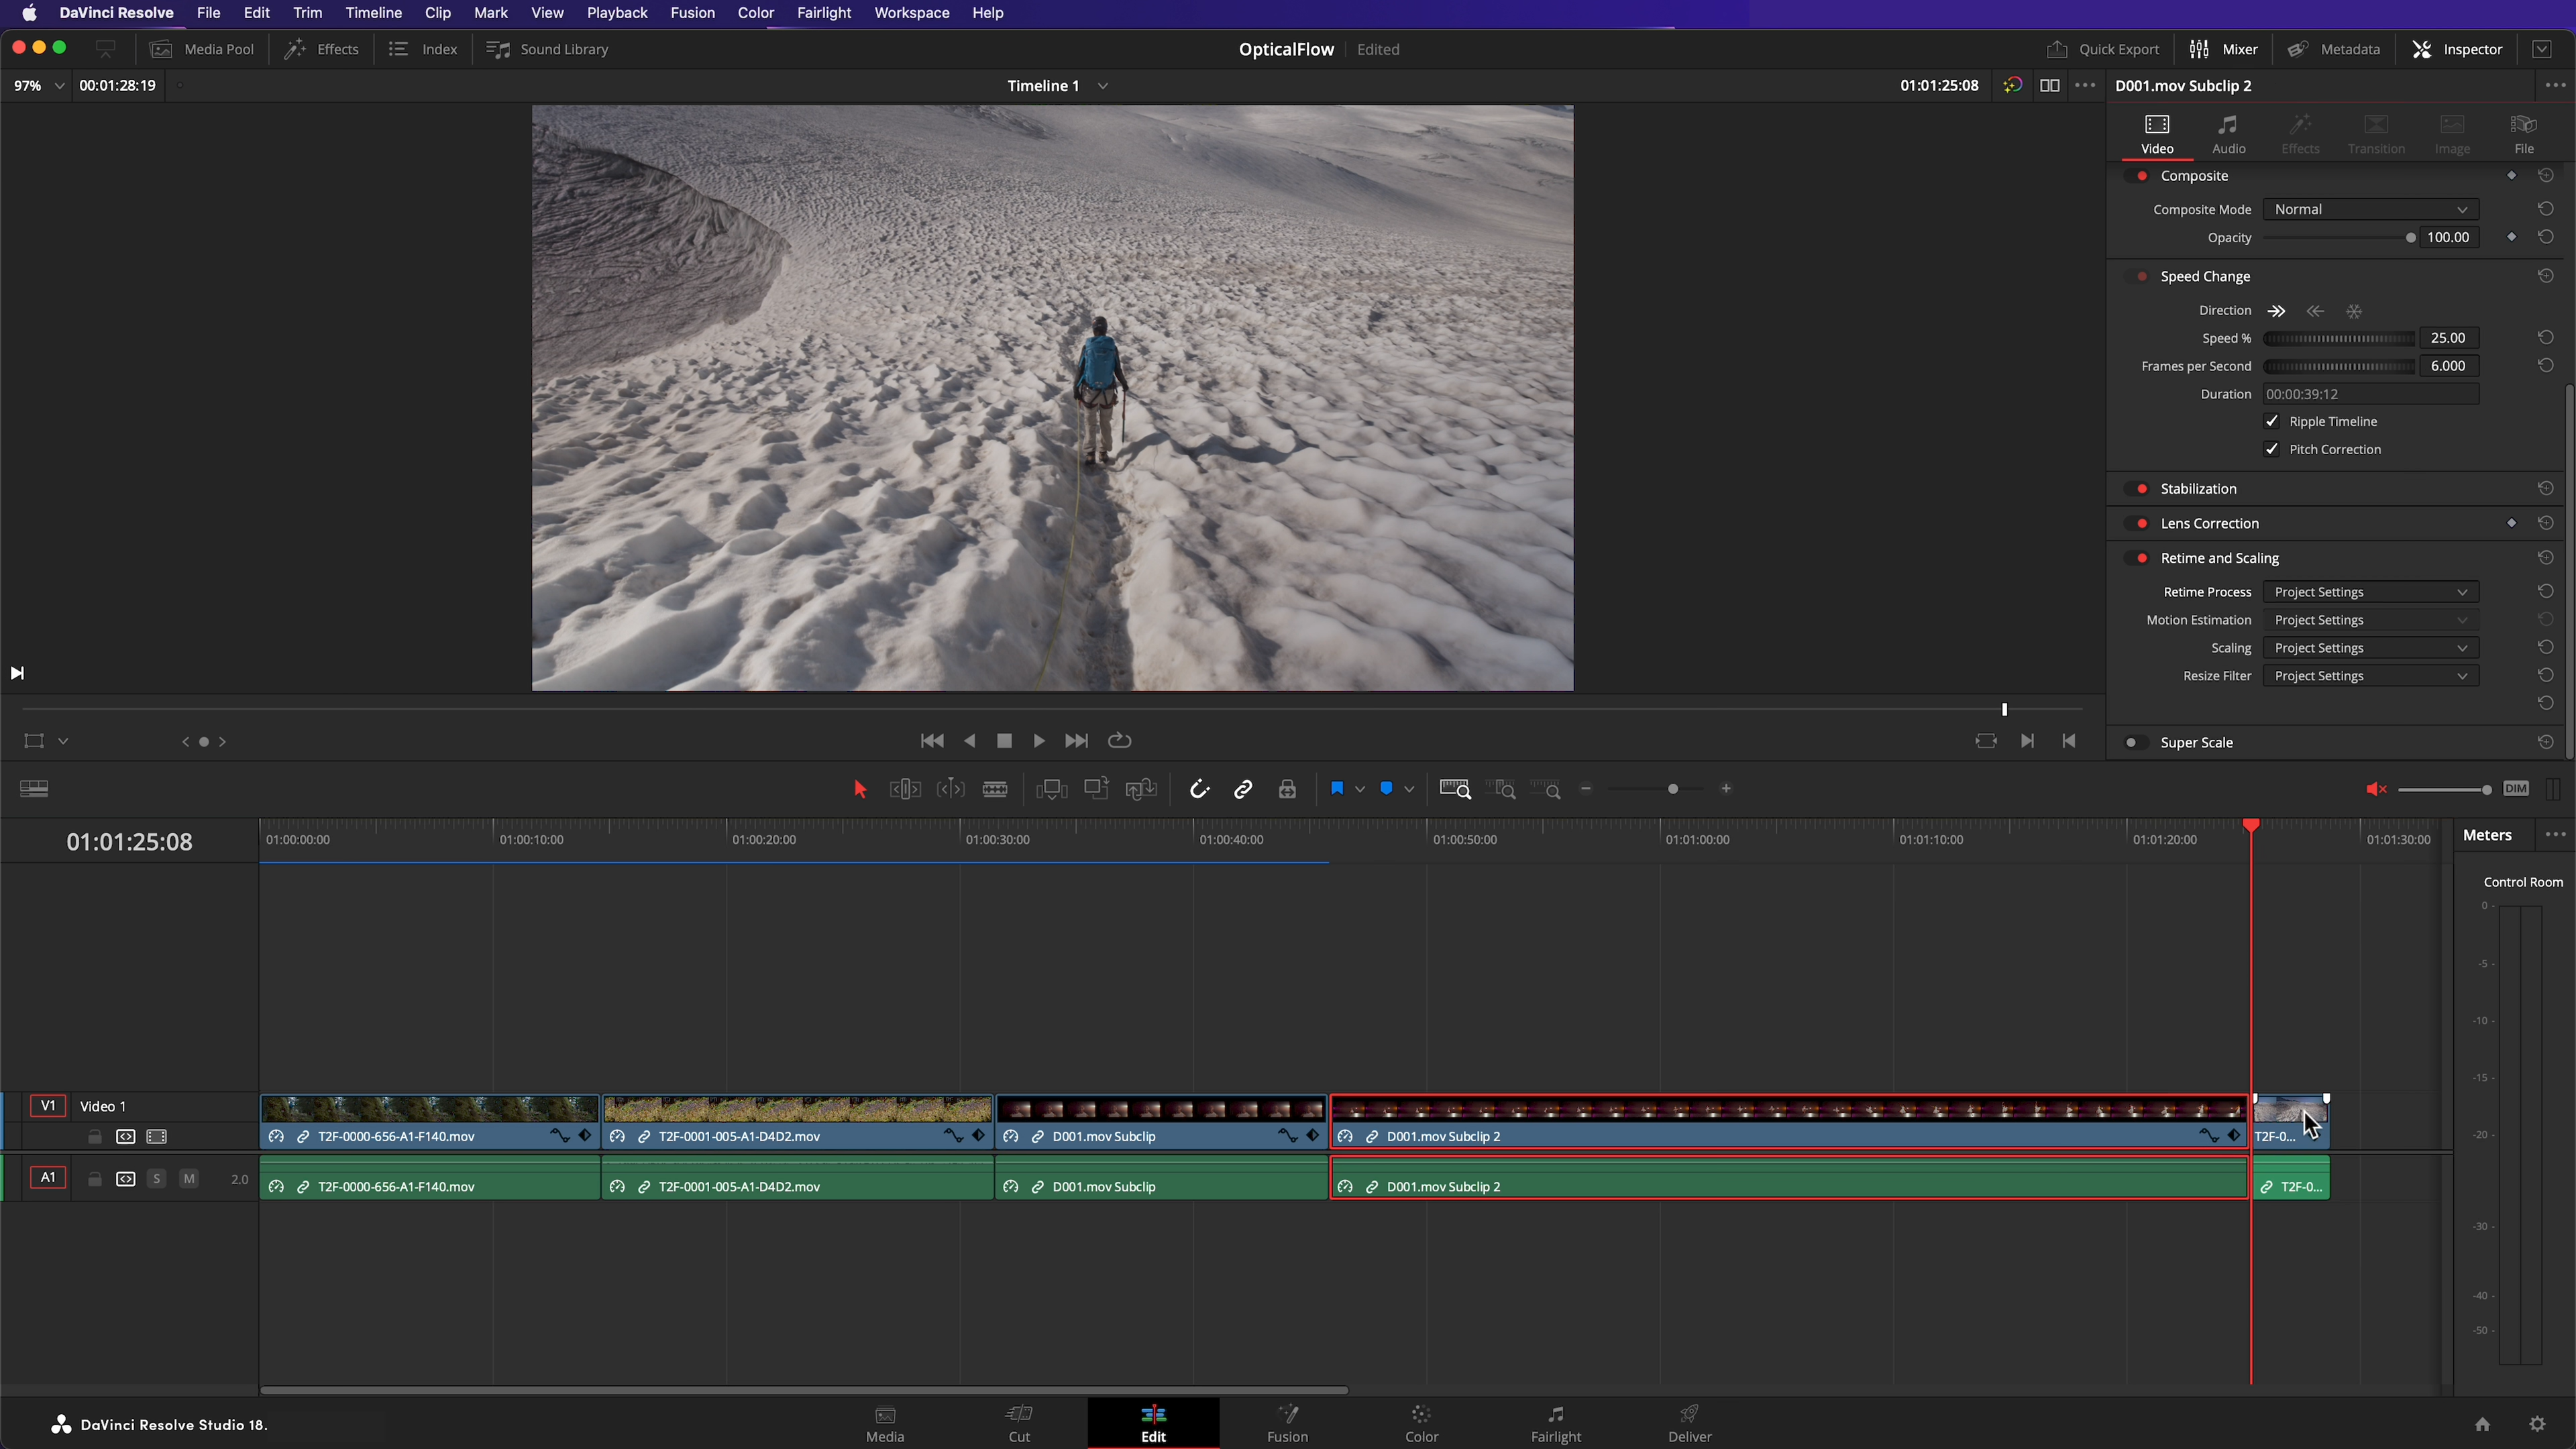 DaVinci Resolve File Edit Trim Timeline Clip Mark View Playback Fusion Color Fairlight Workspace Help
Media Pool Effects Index Sound Library OpticalFlow Edited Quick Export Mixer Metadata Inspector
97% 00:01:28:19 Timeline 1 01:01:25:08 D001.mov Subclip 2
Video Audio Effects Transition Image File
Composite
Composite Mode Normal
Opacity 100.00
Speed Change
Direction
Speed % 25.00
Frames per Second 6.000
Duration 00:00:39:12
Ripple Timeline
Pitch Correction
Stabilization
Lens Correction
Retime and Scaling
Retime Process Project Settings
Motion Estimation Project Settings
Scaling Project Settings
Resize Filter Project Settings
Super Scale
DIM
01:01:25:08 01:00:00:00 01:00:10:00 01:00:20:00 01:00:30:00 01:00:40:00 01:00:50:00 01:01:00:00 01:01:10:00 01:01:20:00 01:01:30:00 Meters
Control Room
0 -
-5 -
-10 -
-15 -
-20 -
-30 -
-40 -
-50 -
V1 Video 1
T2F-0000-656-A1-F140.mov T2F-0001-005-A1-D4D2.mov D001.mov Subclip D001.mov Subclip 2 T2F-0...
A1 S M 2.0
T2F-0000-656-A1-F140.mov T2F-0001-005-A1-D4D2.mov D001.mov Subclip D001.mov Subclip 2 T2F-0...
DaVinci Resolve Studio 18.
Media Cut Edit Fusion Color Fairlight Deliver